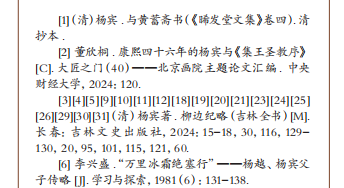 [1](清)杨宾.与黄蓍斋书(《晞发堂文集》卷四).清
抄本.
[2] 董欣桐.康熙四十六年的杨宾与《集王圣教序》
[C].大匠之门(40)——北京画院主题论文汇编.中央
财经大学,2024:120.
[3][4][5][9][10][11][12][18][19][20][21][23][24][25]
[26][29][30][31](清)杨宾著.柳边纪略(吉林全书)[M].
长春:吉林文史出版社,2024:15-18,30,116,129-
130,20,95,101,115,121,60.
[6] 李兴盛.“万里冰霜绝塞行”——杨越、杨宾父
子传略[J].学习与探索,1981(6):131-138.